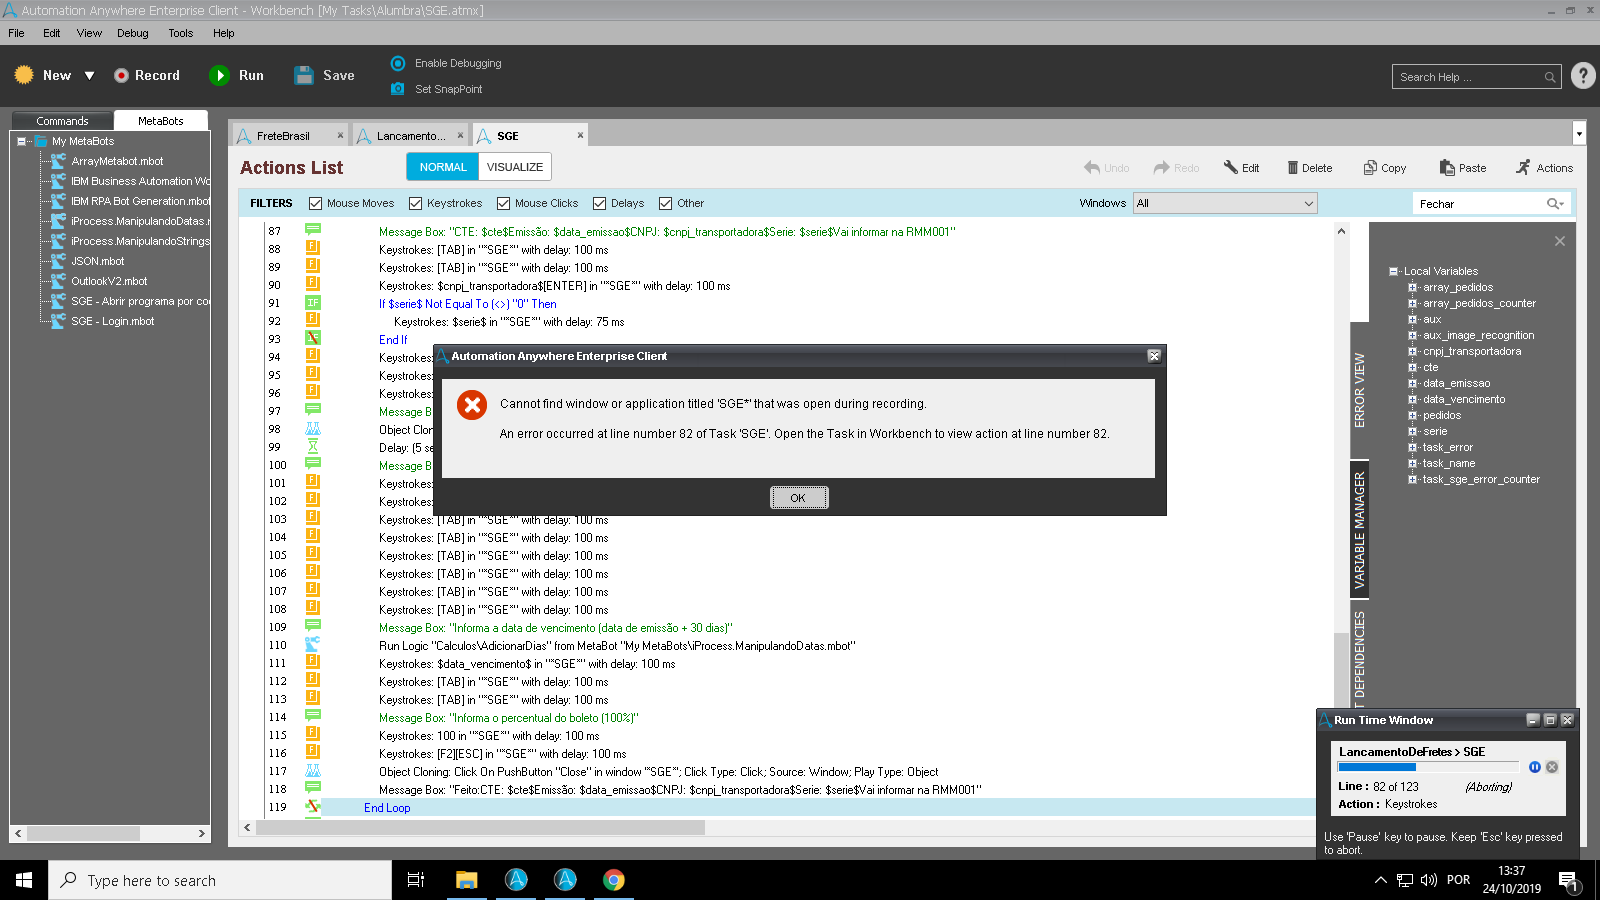 Automation Anywhere Enterprise Client - Workbench [My Tasks\Alumbra\SGE.atmx]
File Edit View Debug Tools Help
New Record Run Save
Enable Debugging
Set SnapPoint
Search Help ...
Commands MetaBots
My MetaBots
ArrayMetabot.mbot
IBM Business Automation Wo
IBM RPA Bot Generation.mbot
iProcess.ManipulandoDatas.r
iProcess.ManipulandoStrings
JSON.mbot
OutlookV2.mbot
SGE - Abrir programa por coo
SGE - Login.mbot
FreteBrasil Lancamento... SGE
Actions List NORMAL VISUALIZE
Undo Redo Edit Delete Copy Paste Actions
FILTERS Mouse Moves Keystrokes Mouse Clicks Delays Other Windows All Fechar
87 Message Box: "CTE: $cte$Emissão: $data_emissao$CNPJ: $cnpj_transportadora$Serie: $serie$Vai informar na RMM001"
88 Keystrokes: [TAB] in "*SGE*" with delay: 100 ms
89 Keystrokes: [TAB] in "*SGE*" with delay: 100 ms
90 Keystrokes: $cnpj_transportadora$[ENTER] in "*SGE*" with delay: 100 ms
91 If $serie$ Not Equal To (<>) "0" Then
92 Keystrokes: $serie$ in "*SGE*" with delay: 75 ms
93 End If
94 Keystrokes:
95 Keystrokes:
96 Keystrokes:
97 Message B
98 Object Clon
99 Delay: (5 se
100 Message B
101 Keystrokes:
102 Keystrokes:
103 Keystrokes: [TAB] in "*SGE*" with delay: 100 ms
104 Keystrokes: [TAB] in "*SGE*" with delay: 100 ms
105 Keystrokes: [TAB] in "*SGE*" with delay: 100 ms
106 Keystrokes: [TAB] in "*SGE*" with delay: 100 ms
107 Keystrokes: [TAB] in "*SGE*" with delay: 100 ms
108 Keystrokes: [TAB] in "*SGE*" with delay: 100 ms
109 Message Box: "Informa a data de vencimento (data de emissão + 30 dias)"
110 Run Logic "Calculos\AdicionarDias" from MetaBot "My MetaBots\iProcess.ManipulandoDatas.mbot"
111 Keystrokes: $data_vencimento$ in "*SGE*" with delay: 100 ms
112 Keystrokes: [TAB] in "*SGE*" with delay: 100 ms
113 Keystrokes: [TAB] in "*SGE*" with delay: 100 ms
114 Message Box: "Informa o percentual do boleto (100%)"
115 Keystrokes: 100 in "*SGE*" with delay: 100 ms
116 Keystrokes: [F2][ESC] in "*SGE*" with delay: 100 ms
117 Object Cloning: Click On PushButton "Close" in window "*SGE*"; Click Type: Click; Source: Window; Play Type: Object
118 Message Box: "Feito:CTE: $cte$Emissão: $data_emissao$CNPJ: $cnpj_transportadora$Serie: $serie$Vai informar na RMM001"
119 End Loop
Automation Anywhere Enterprise Client
Cannot find window or application titled 'SGE*' that was open during recording.
An error occurred at line number 82 of Task 'SGE'. Open the Task in Workbench to view action at line number 82.
OK
ERROR VIEW
VARIABLE MANAGER
T DEPENDENCIES
Local Variables
array_pedidos
array_pedidos_counter
aux
aux_image_recognition
cnpj_transportadora
cte
data_emissao
data_vencimento
pedidos
serie
task_error
task_name
task_sge_error_counter
Run Time Window
LancamentoDeFretes > SGE
Line : 82 of 123 (Aborting)
Action : Keystrokes
Use 'Pause' key to pause. Keep 'Esc' key pressed
to abort.
Type here to search
POR
13:37
24/10/2019
1